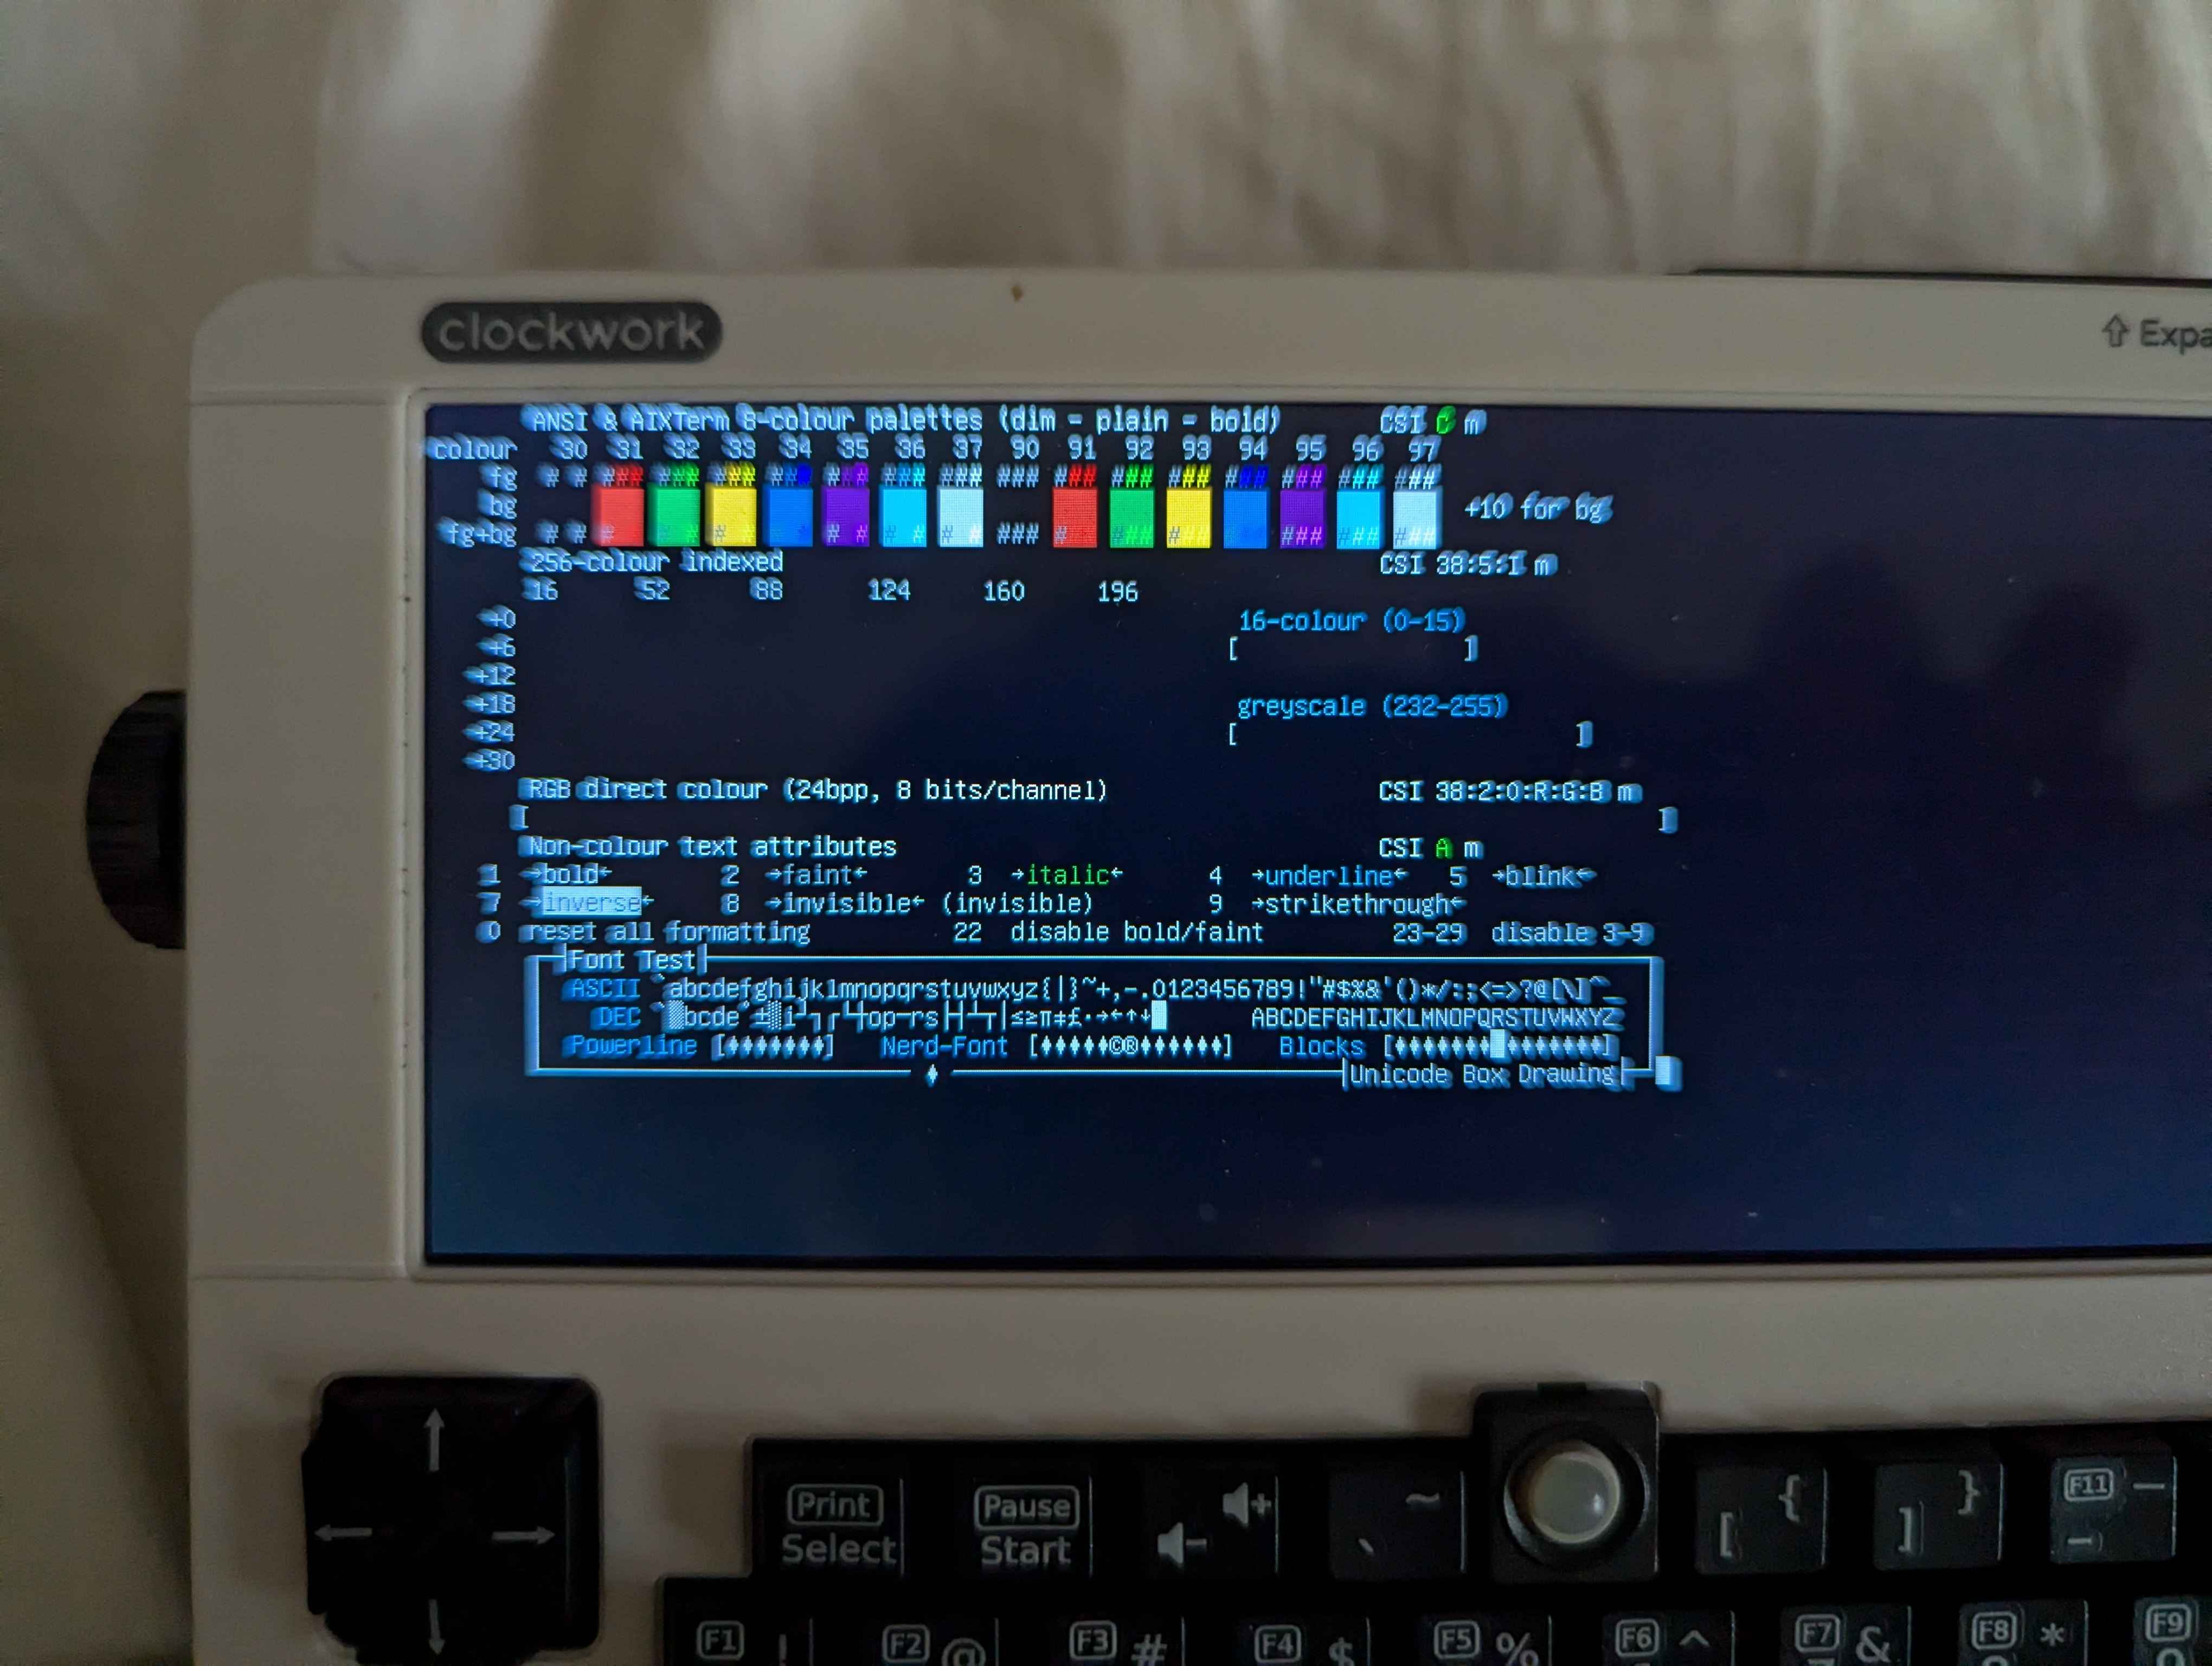 clockwork
Expa
ANSI & AIXTerm 8-colour palettes (dim - plain - bold) CSI C m
colour 30 31 32 33 34 35 36 37 90 91 92 93 94 95 96 97
fg # # ### ### ### ### ### ### ### ### ### ### ### ### ### ### ###
bg +10 for bg
fg+bg # # # # # # # # # # # ### # ### # ### ### ###
256-colour indexed CSI 38:5:I m
16 52 88 124 160 196
+0 16-colour (0-15)
+6 [ ]
+12
+18 greyscale (232-255)
+24 [ ]
+30
RGB direct colour (24bpp, 8 bits/channel) CSI 38:2:0:R:G:B m
[ ]
Non-colour text attributes CSI A m
1 →bold← 2 →faint← 3 →italic← 4 →underline← 5 →blink←
7 →inverse← 8 →invisible← (invisible) 9 →strikethrough←
0 reset all formatting 22 disable bold/faint 23-29 disable 3-9
Font Test
ASCII `abcdefghijklmnopqrstuvwxyz{|}~+,-.0123456789!"#$%&'()*/:;<=>?@[\]^_
DEC `▒bcde°±▒i┘┐┌└┼op─rs├┤┴┬│≤≥π≠£·→←↑↓█ ABCDEFGHIJKLMNOPQRSTUVWXYZ
Powerline [♦♦♦♦♦♦♦] Nerd-Font [♦♦♦♦♦©®♦♦♦♦♦♦] Blocks [♦♦♦♦♦♦♦█♦♦♦♦♦♦♦]
♦ Unicode Box Drawing
Print Pause ~ { } F11 —
Select Start ` [ ] -
F1 ! F2 @ F3 # F4 $ F5 % F6 ^ F7 & F8 * F9